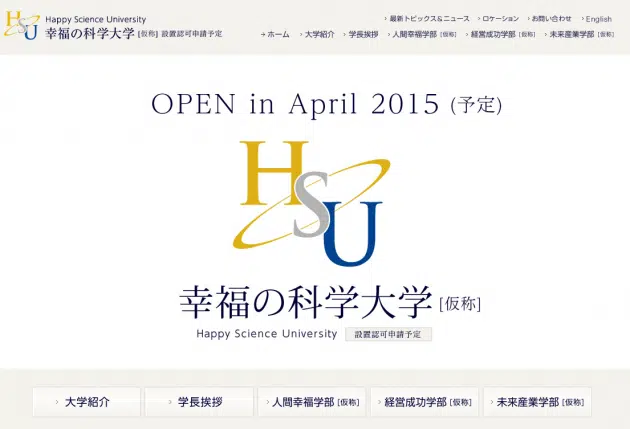 HSU
Happy Science University
幸福の科学大学 [仮称] 設置認可申請予定
› 最新トピックス&ニュース › ロケーション › お問い合わせ › English
› ホーム › 大学紹介 › 学長挨拶 › 人間幸福学部 [仮称] › 経営成功学部 [仮称] › 未来産業学部 [仮称]
OPEN in April 2015 (予定)
HSU
幸福の科学大学 [仮称]
Happy Science University 設置認可申請予定
› 大学紹介 › 学長挨拶 › 人間幸福学部 [仮称] › 経営成功学部 [仮称] › 未来産業学部 [仮称]